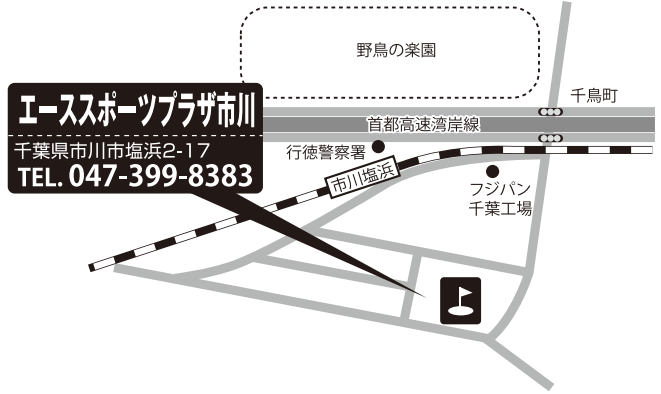 野鳥の楽園
千鳥町
エーススポーツプラザ市川
首都高速湾岸線
千葉県市川市塩浜2-17
行徳警察署
TEL. 047-399-8383
市川塩浜
フジパン
千葉工場